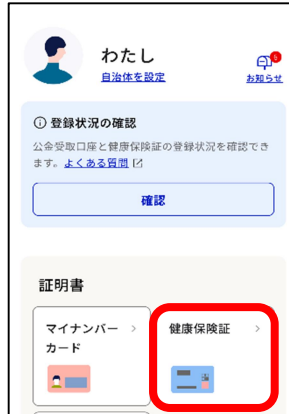 わたし
自治体を設定
お知らせ
登録状況の確認
公金受取口座と健康保険証の登録状況を確認でき
ます。よくある質問
確認
証明書
マイナンバー
カード
健康保険証